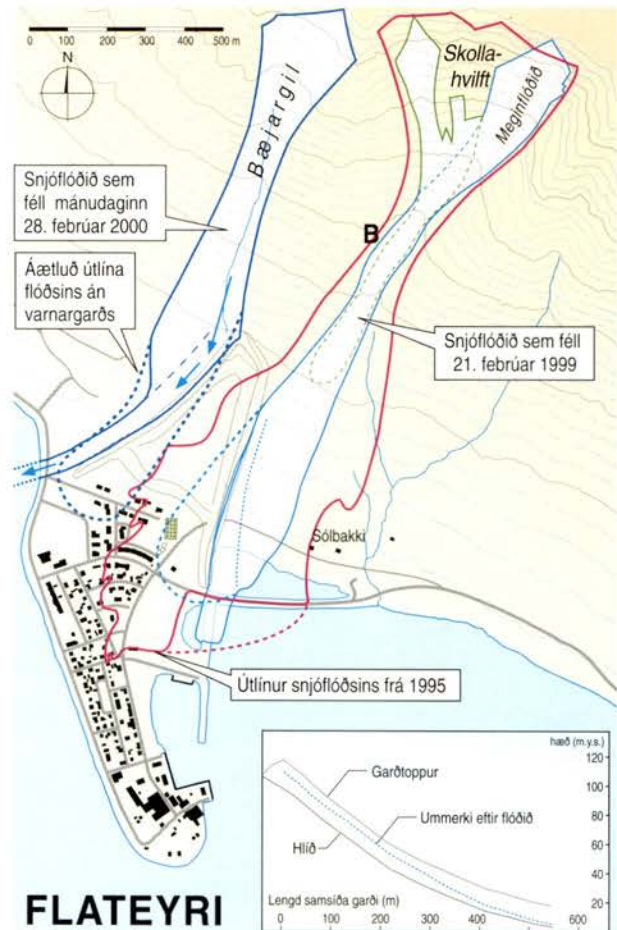 0 100 200 300 400 500 m
N
Bæjargil
Skolla-
hvilft
Meginflóðið
Snjóflóðið sem
féll mánudaginn
28. febrúar 2000
B
Áætluð útlína
flóðsins án
varnargarðs
Snjóflóðið sem féll
21. febrúar 1999
Sólbakki
Útlínur snjóflóðsins frá 1995
hæð (m.y.s.)
120
Garðtoppur
100
80
Ummerki eftir flóðið
60
Hlíð
40
Lengd samsíða garði (m)
20
0 200 300 400 600
FLATEYRI